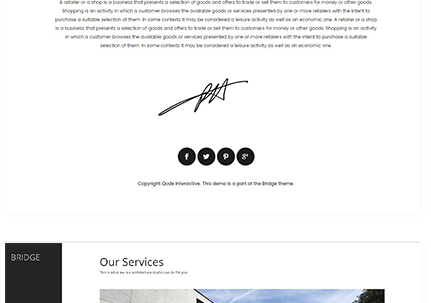 A retailer or a shop is a business that presents a selection of goods and offers to trade or sell them to customers for money or other goods.
Shopping is an activity in which a customer browses the available goods or services presented by one or more retailers with the intent to
purchase a suitable selection of them. In some contexts it may be considered a leisure activity as well as an economic one. A retailer or a shop
is a business that presents a selection of goods and offers to trade or sell them to customers for money or other goods. Shopping is an activity
in which a customer browses the available goods or services presented by one or more retailers with the intent to purchase a suitable
selection of them. In some contexts it may be considered a leisure activity as well as an economic one.
Copyright Qode Interactive. This demo is a part of the Bridge theme.
BRIDGE
Our Services
This is what we our architecture studio can do for you